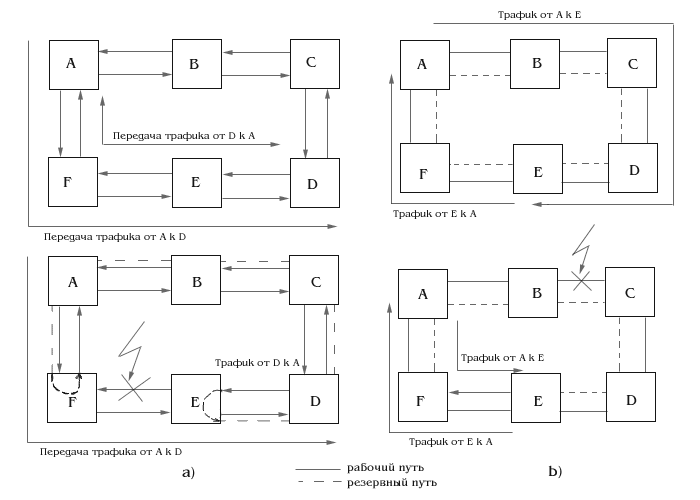 Трафик от A k E
A
B
C
Передача трафика от D k A
F
E
D
Передача трафика от A k D
A
B
C
F
E
D
Трафик от E k A
A
B
C
Трафик от D k A
F
E
D
Передача трафика от A k D
a)
A
B
C
Трафик от A k E
F
E
D
Трафик от E k A
b)
рабочий путь
резервный путь